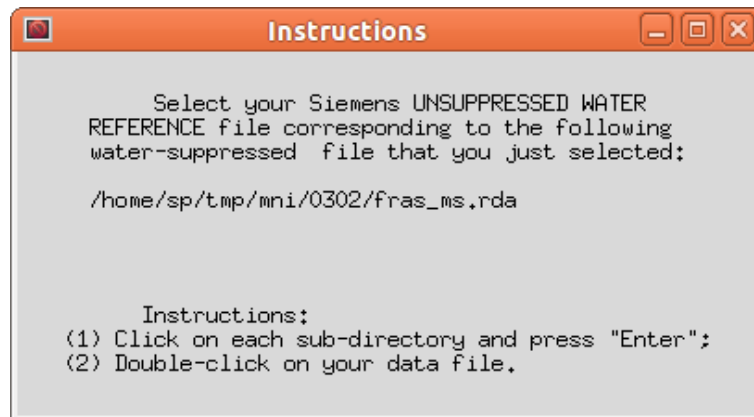 Instructions
Select your Siemens UNSUPPRESSED WATER
REFERENCE file corresponding to the following
water-suppressed  file that you just selected:
/home/sp/tmp/mni/0302/fras_ms.rda
Instructions:
(1) Click on each sub-directory and press "Enter";
(2) Double-click on your data file.